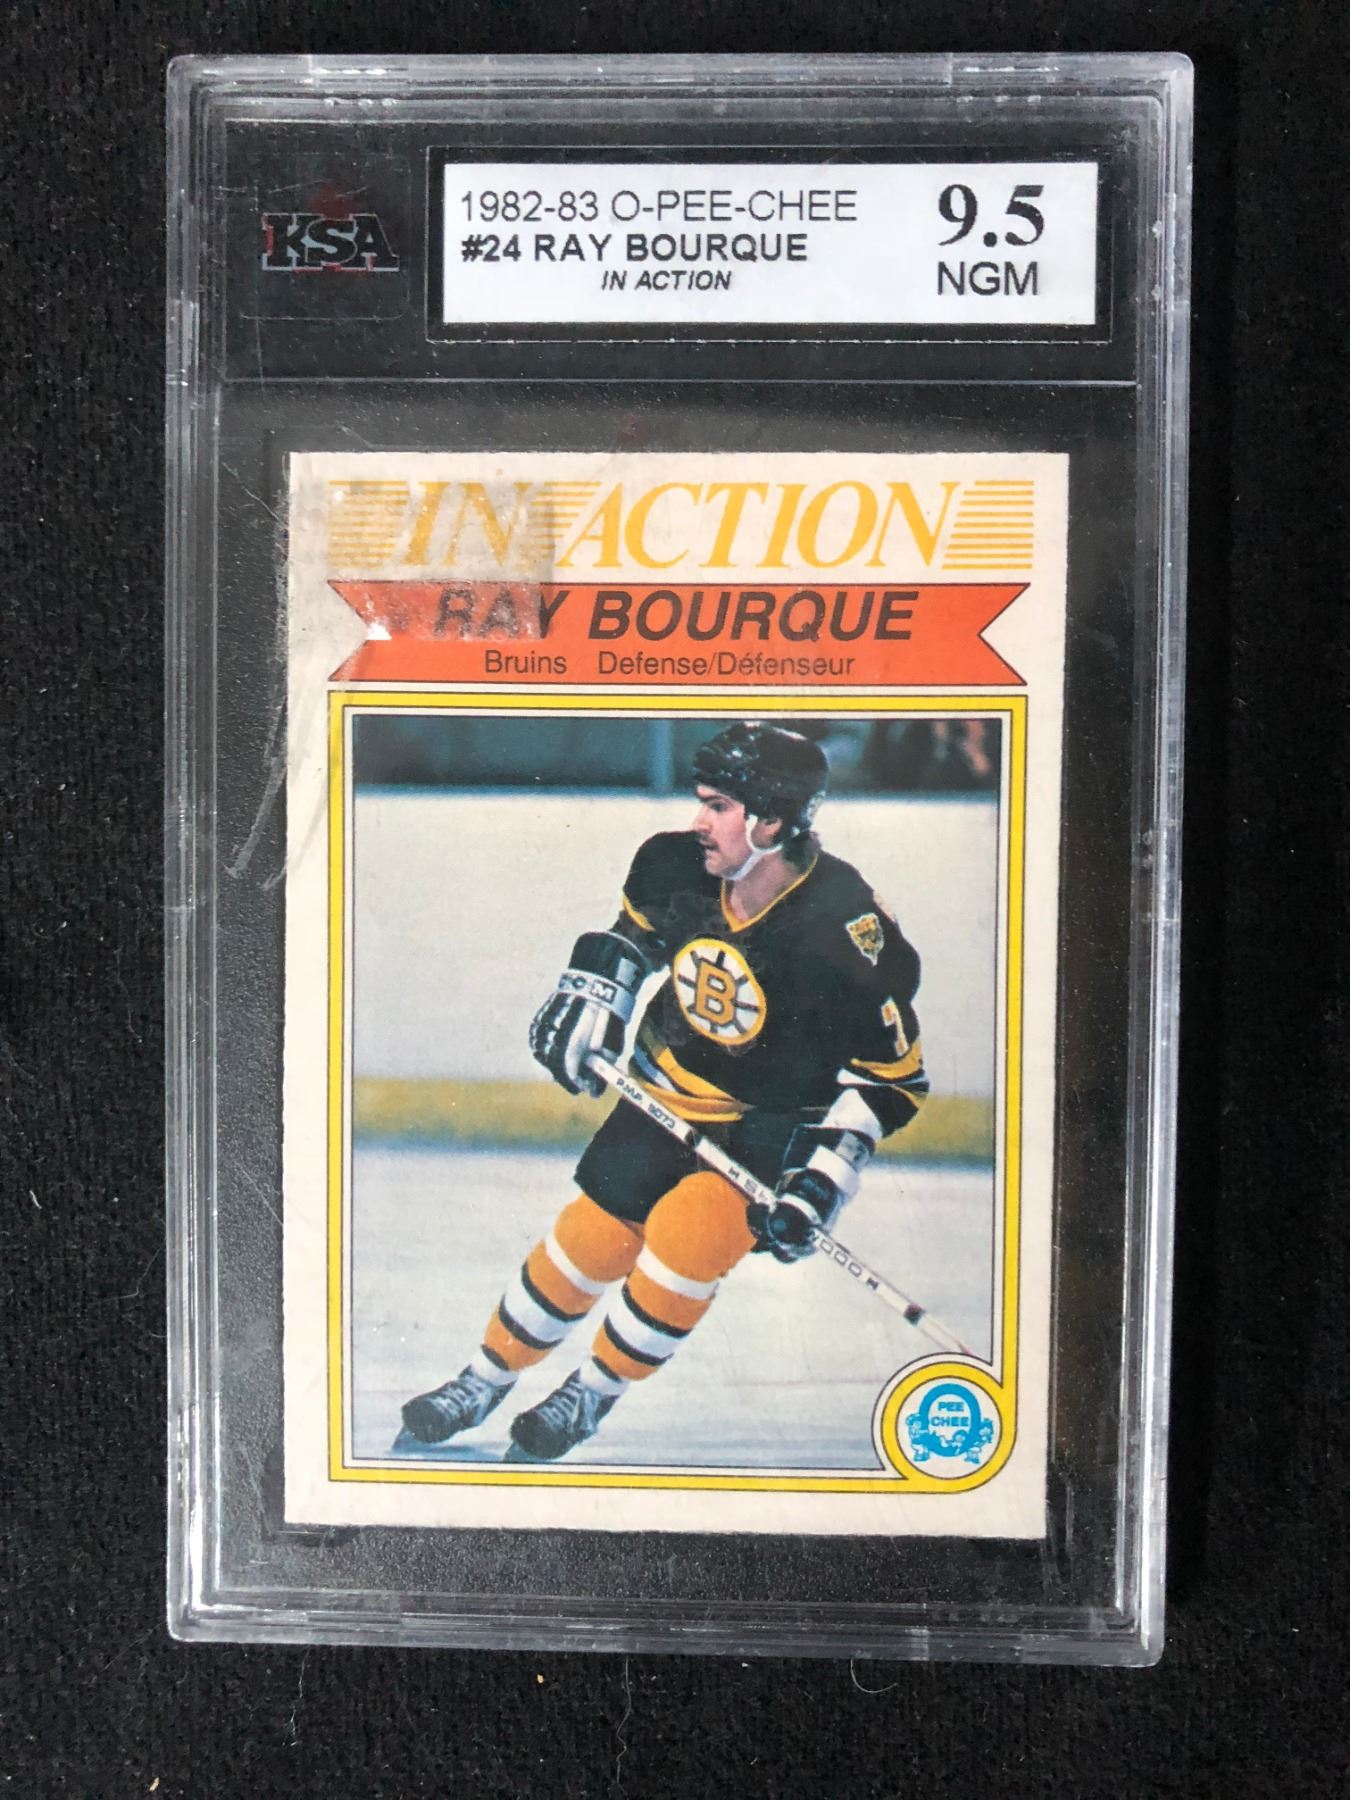 KSA
1982-83 O-PEE-CHEE
#24 RAY BOURQUE
IN ACTION
9.5
NGM
IN ACTION
RAY BOURQUE
Bruins Defense/Défenseur
CCM
B
7
PEE
CHEE